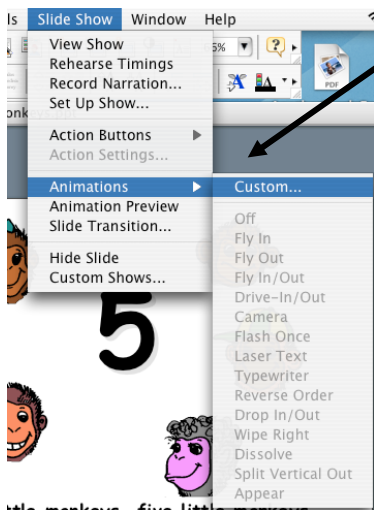 ls Slide Show Window Help
5% ?
PDF
View Show
Rehearse Timings
Record Narration...
Set Up Show...
Action Buttons
Action Settings...
Animations
Animation Preview
Slide Transition...
Hide Slide
Custom Shows...
Custom...
Off
Fly In
Fly Out
Fly In/Out
Drive-In/Out
Camera
Flash Once
Laser Text
Typewriter
Reverse Order
Drop In/Out
Wipe Right
Dissolve
Split Vertical Out
Appear
5
ttle monkeys, five little monkeys